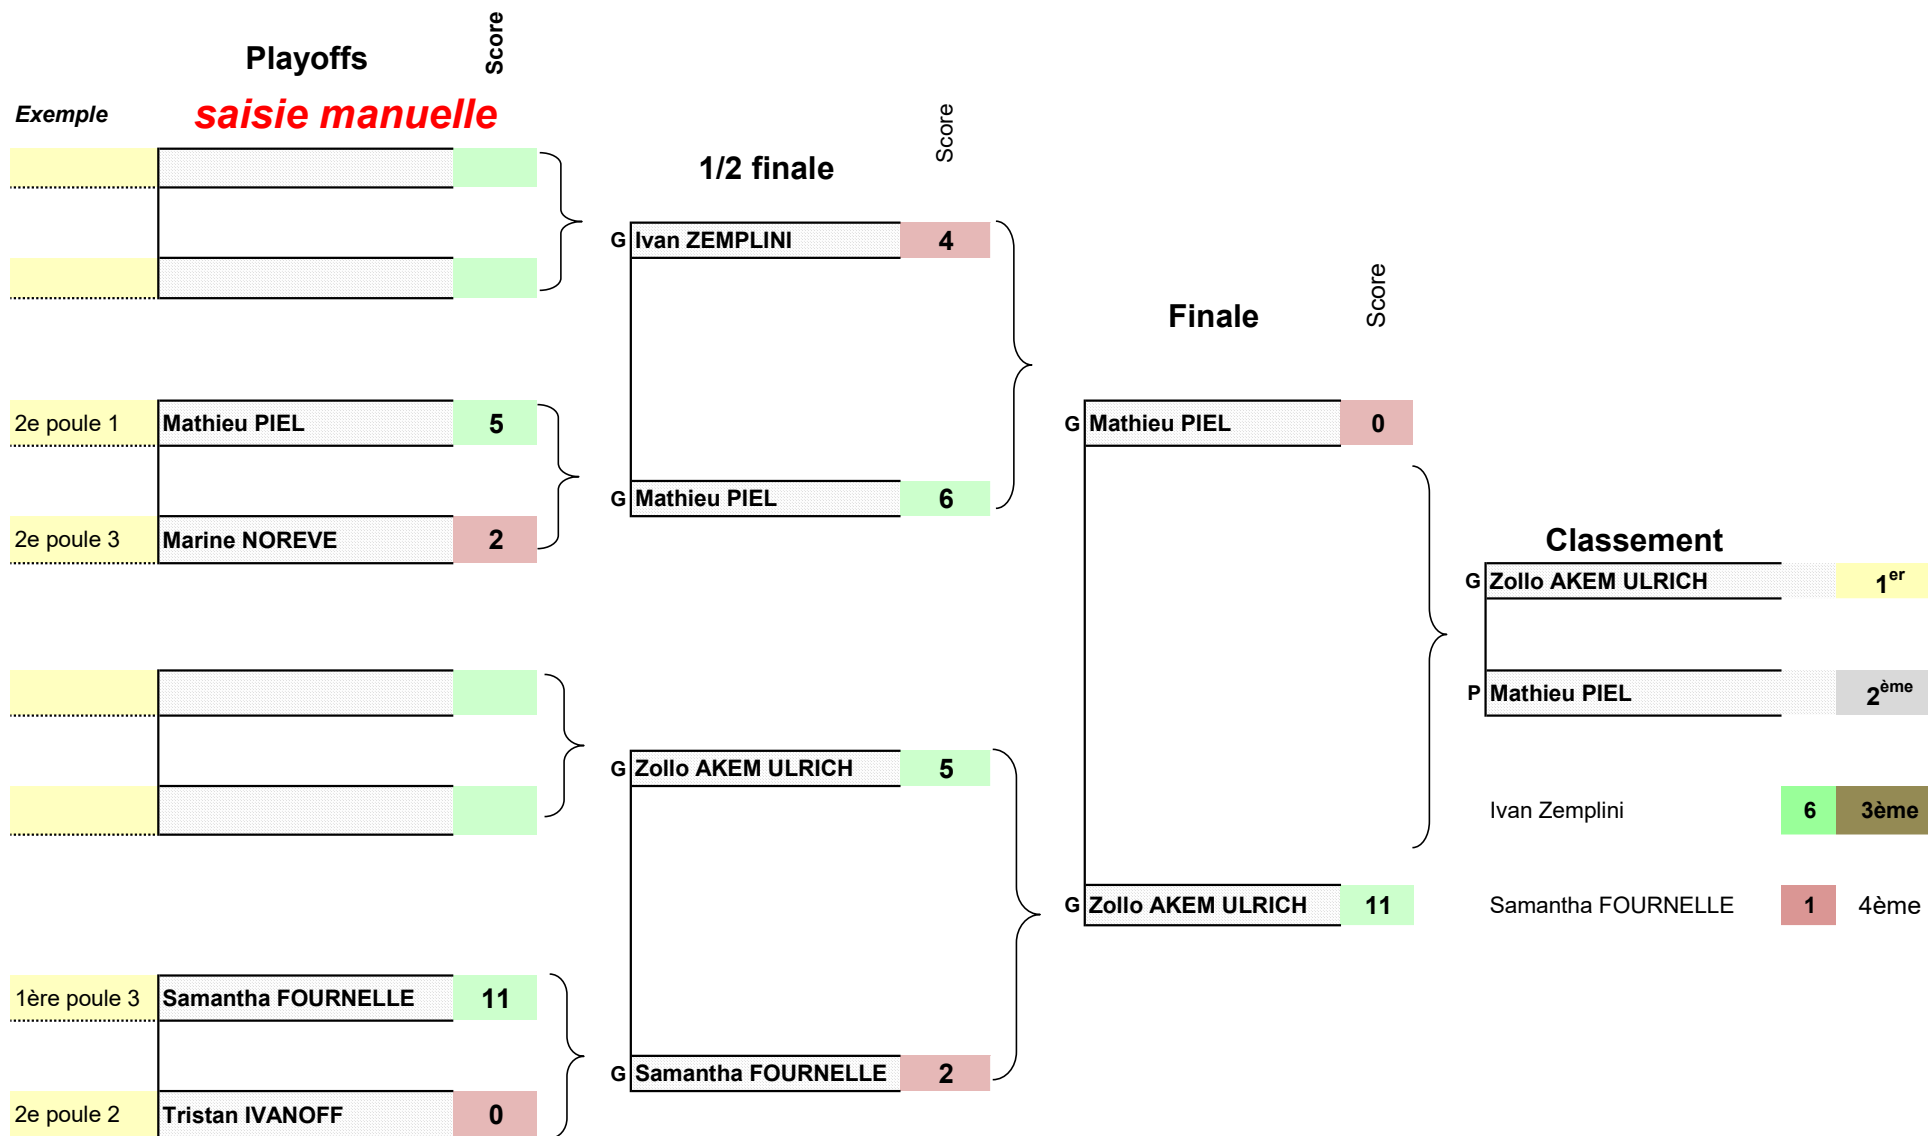 Playoffs
Score
Exemple
saisie manuelle
1/2 finale
Score
G Ivan ZEMPLINI 4
Finale
Score
2e poule 1 Mathieu PIEL 5
G Mathieu PIEL 0
G Mathieu PIEL 6
2e poule 3 Marine NOREVE 2
Classement
G Zollo AKEM ULRICH 1er
P Mathieu PIEL 2ème
G Zollo AKEM ULRICH 5
Ivan Zemplini 6 3ème
G Zollo AKEM ULRICH 11
Samantha FOURNELLE 1 4ème
1ère poule 3 Samantha FOURNELLE 11
G Samantha FOURNELLE 2
2e poule 2 Tristan IVANOFF 0